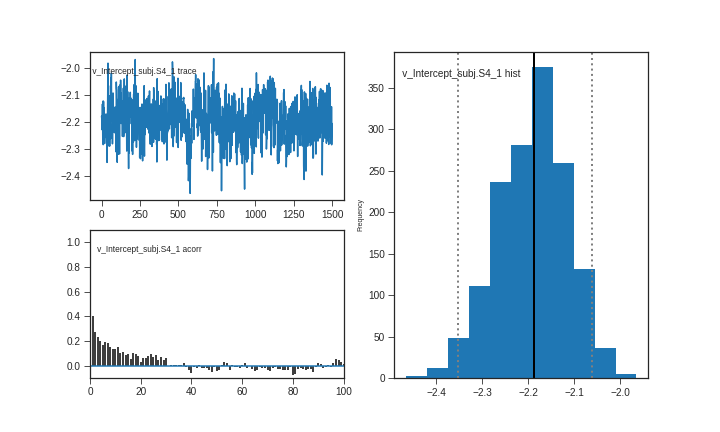 v_Intercept_subj.S4_1 trace
−2.0
−2.1
−2.2
−2.3
−2.4
0 250 500 750 1000 1250 1500
v_Intercept_subj.S4_1 acorr
1.0
0.8
0.6
0.4
0.2
0.0
0 20 40 60 80 100
v_Intercept_subj.S4_1 hist
Frequency
350
300
250
200
150
100
50
0
−2.4 −2.3 −2.2 −2.1 −2.0